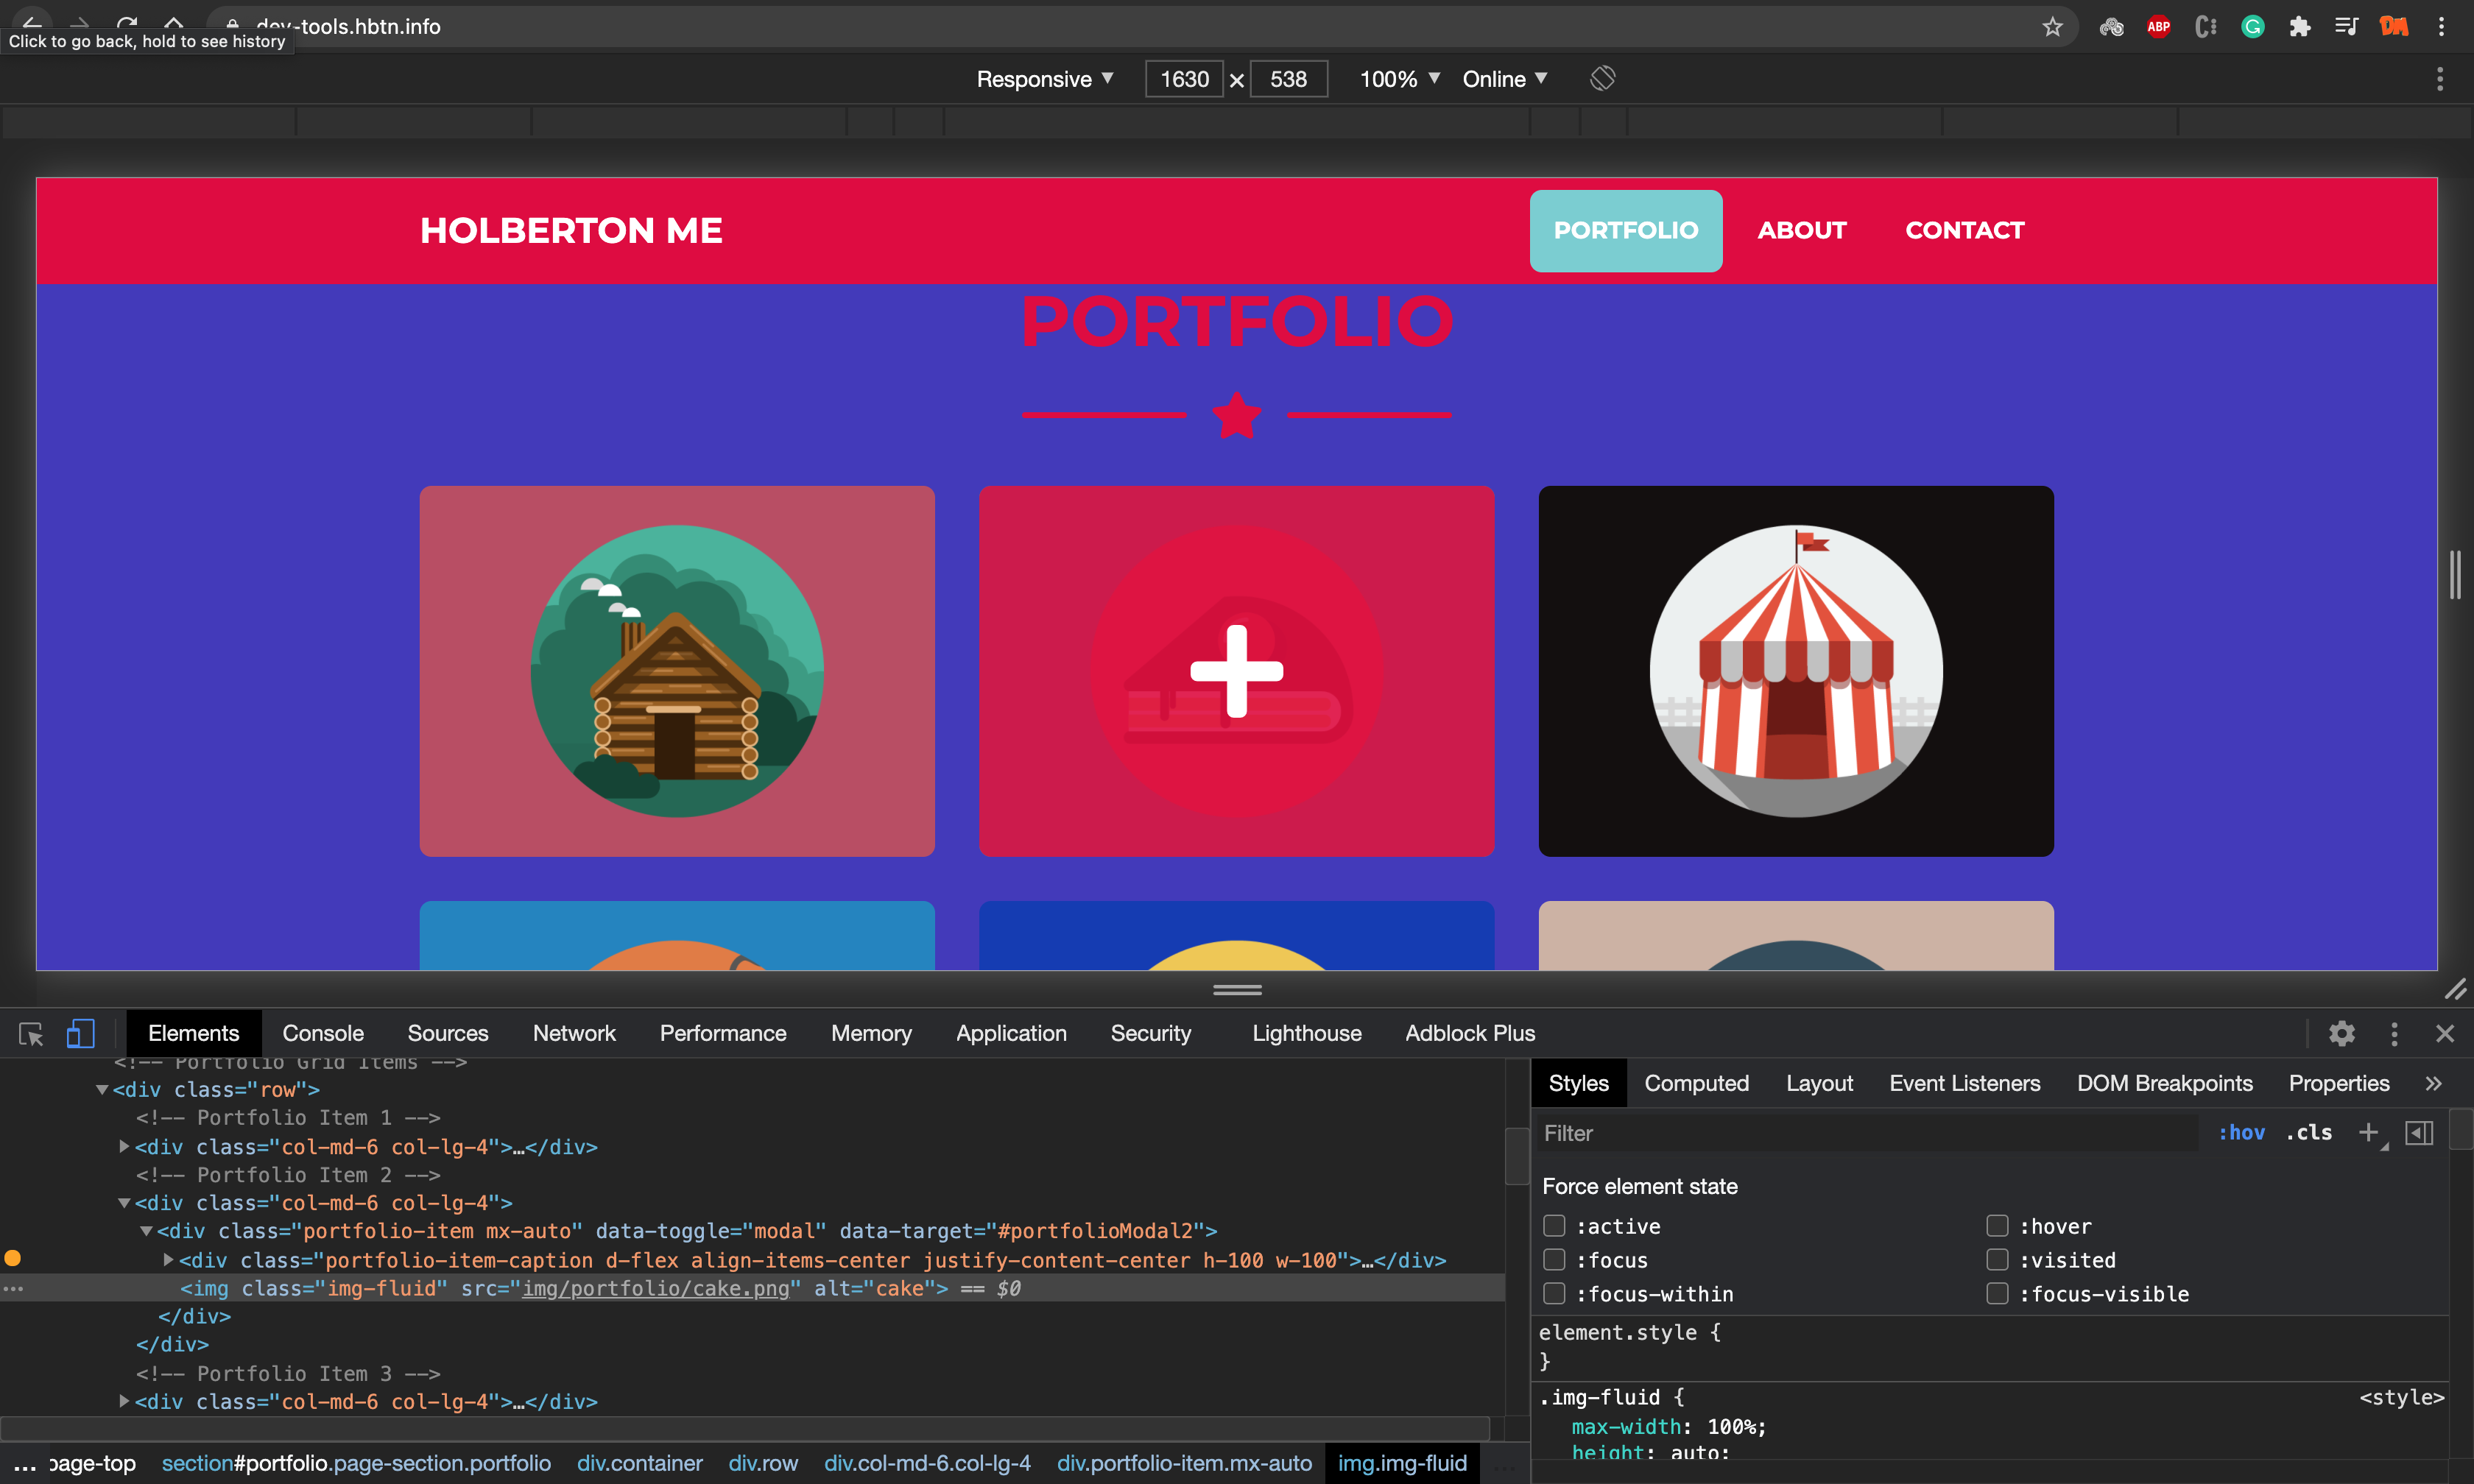 dev-tools.hbtn.info
Click to go back, hold to see history
Responsive 1630 × 538 100% Online
HOLBERTON ME PORTFOLIO ABOUT CONTACT
PORTFOLIO
Elements Console Sources Network Performance Memory Application Security Lighthouse Adblock Plus
<!-- Portfolio Grid Items -->
<div class="row">
<!-- Portfolio Item 1 -->
<div class="col-md-6 col-lg-4">…</div>
<!-- Portfolio Item 2 -->
<div class="col-md-6 col-lg-4">
<div class="portfolio-item mx-auto" data-toggle="modal" data-target="#portfolioModal2">
<div class="portfolio-item-caption d-flex align-items-center justify-content-center h-100 w-100">…</div>
<img class="img-fluid" src="img/portfolio/cake.png" alt="cake"> == $0
</div>
</div>
<!-- Portfolio Item 3 -->
<div class="col-md-6 col-lg-4">…</div>
... page-top section#portfolio.page-section.portfolio div.container div.row div.col-md-6.col-lg-4 div.portfolio-item.mx-auto img.img-fluid ...
Styles Computed Layout Event Listeners DOM Breakpoints Properties »
Filter :hov .cls +
Force element state
:active :hover
:focus :visited
:focus-within :focus-visible
element.style {
}
.img-fluid { <style>
max-width: 100%;
height: auto;
ABP